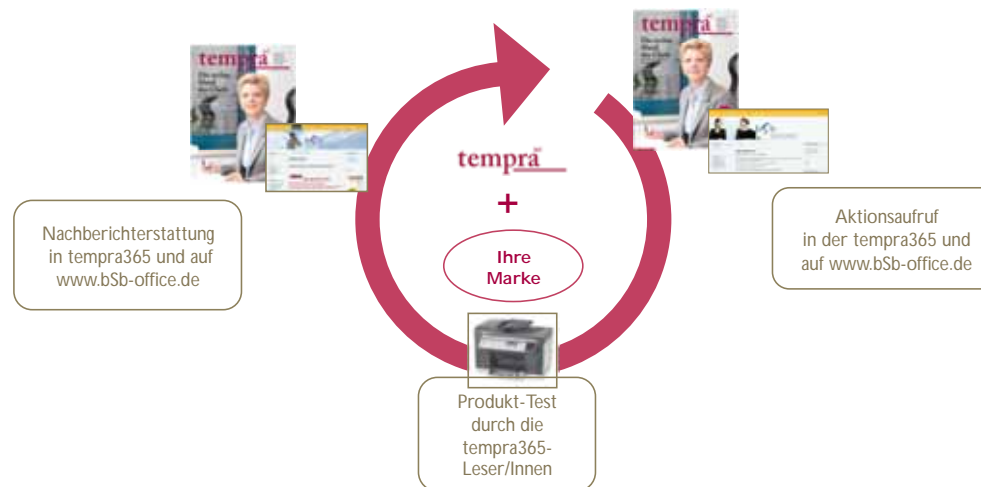 tempra
tempra
tempra
+
Ihre
Marke
Nachberichterstattung
in tempra365 und auf
www.bSb-office.de
Aktionsaufruf
in der tempra365 und
auf www.bSb-office.de
Produkt-Test
durch die
tempra365-
Leser/Innen